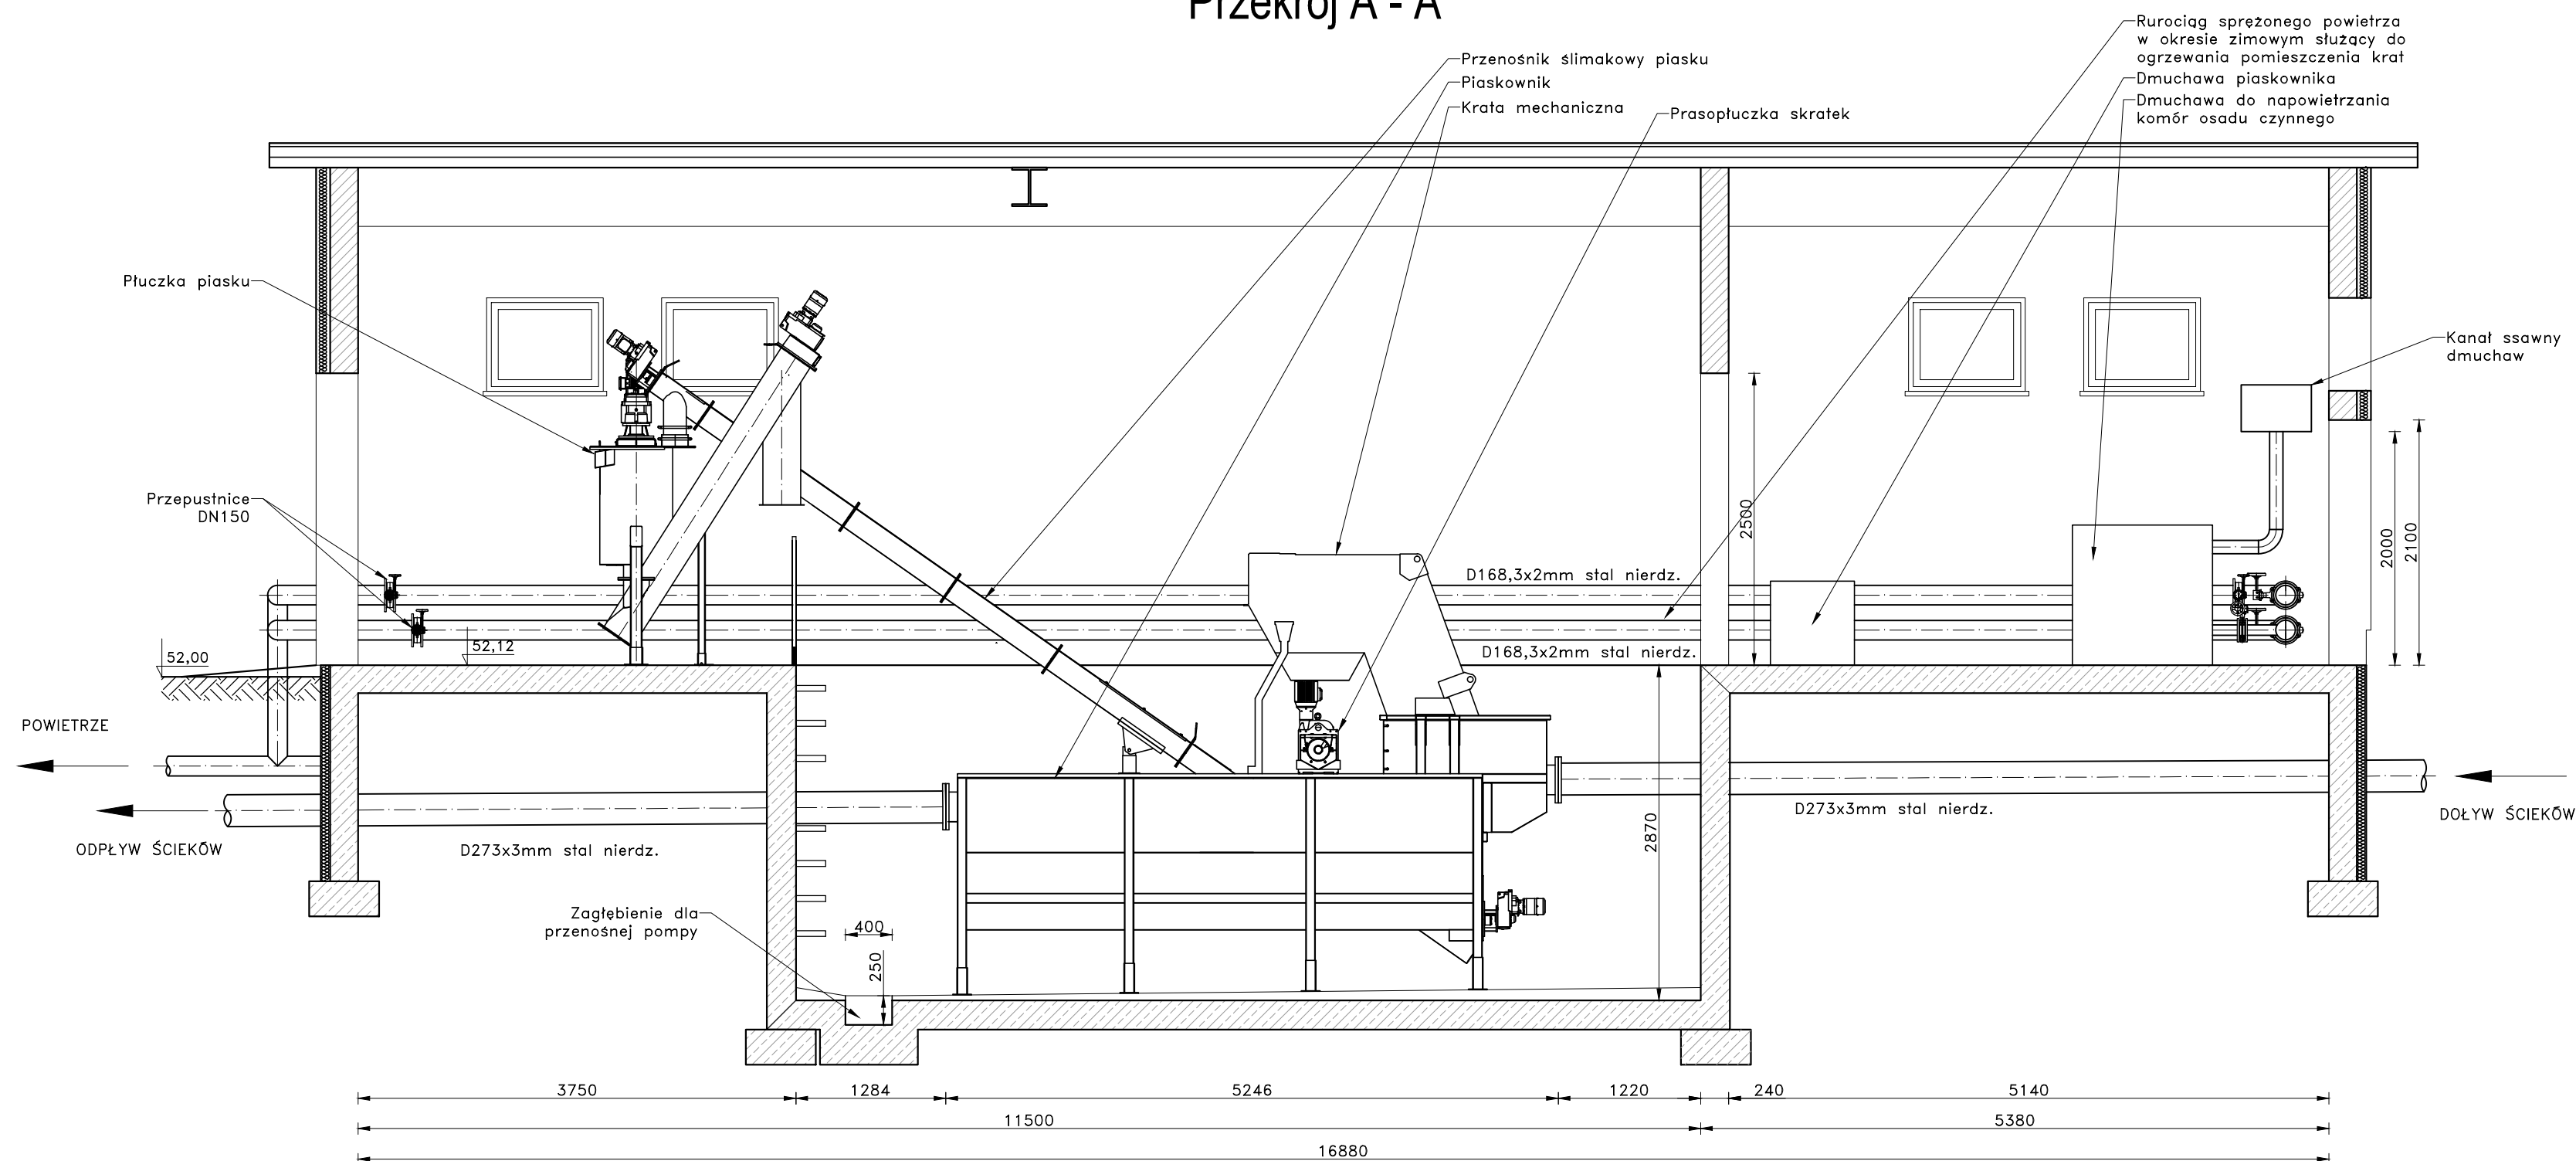 Przekrój A - A
Rurociąg sprężonego powietrza
w okresie zimowym służący do
ogrzewania pomieszczenia krat
Dmuchawa piaskownika
Dmuchawa do napowietrzania
komór osadu czynnego
Przenośnik ślimakowy piasku
Piaskownik
Krata mechaniczna
Prasopłuczka skratek
Płuczka piasku
Kanał ssawny
dmuchaw
Przepustnice
DN150
2500
2000
2100
D168,3x2mm stal nierdz.
D168,3x2mm stal nierdz.
52,00
52,12
POWIETRZE
ODPŁYW ŚCIEKÓW
D273x3mm stal nierdz.
D273x3mm stal nierdz.
DOŁYW ŚCIEKÓW
2870
Zagłębienie dla
przenośnej pompy
400
250
3750
1284
5246
1220
240
5140
11500
5380
16880